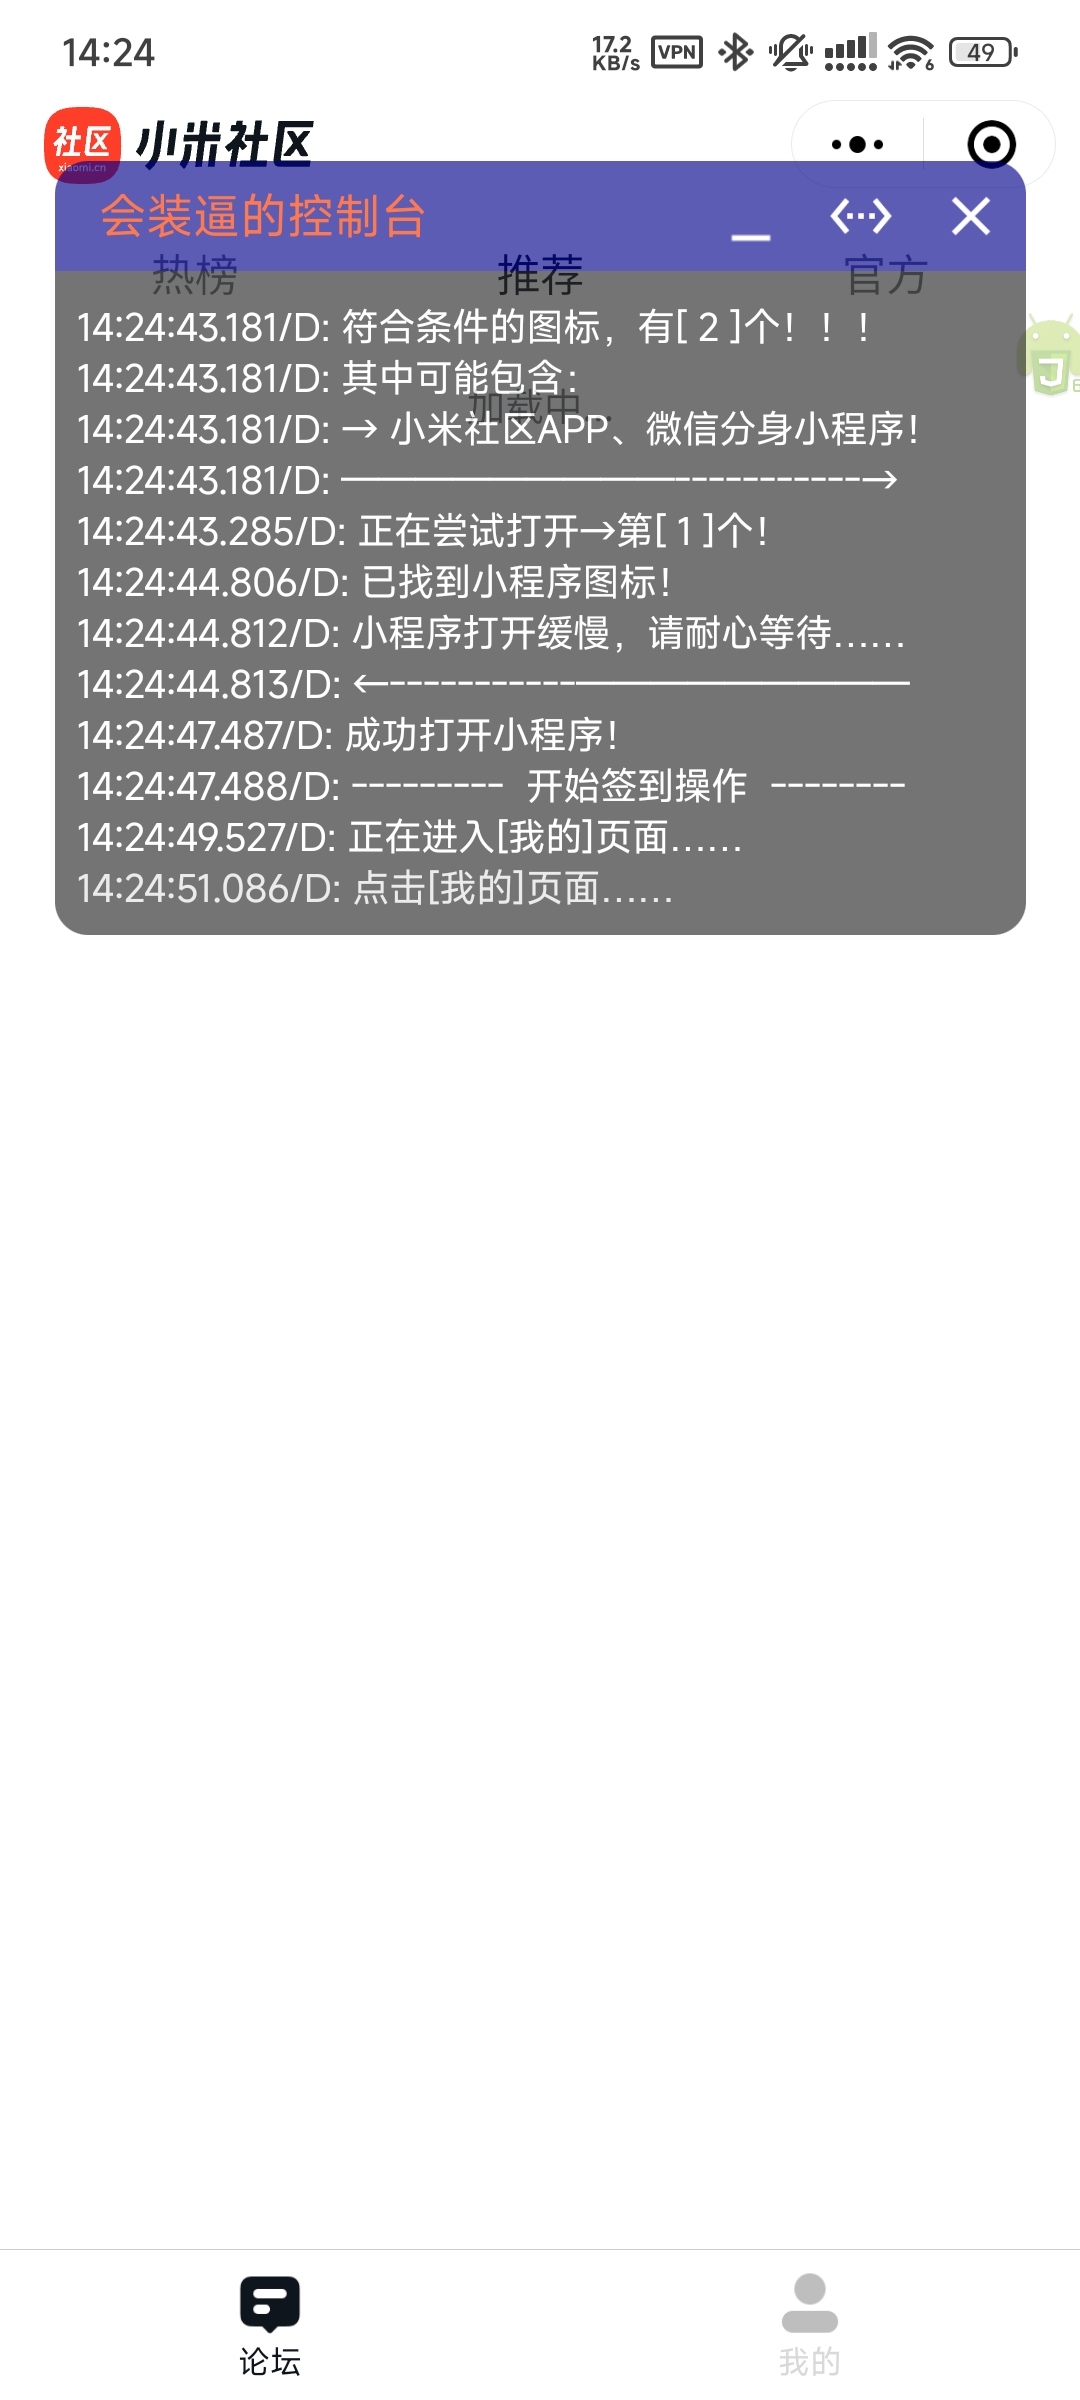 14:24
17.2 KB/s VPN 6 49
社区 小米社区
xiaomi.cn
会装逼的控制台
热榜 推荐 官方
14:24:43.181/D: 符合条件的图标，有[ 2 ]个！！！
14:24:43.181/D: 其中可能包含：
加载中...
14:24:43.181/D: → 小米社区APP、微信分身小程序！
14:24:43.181/D: —————————-----------→
14:24:43.285/D: 正在尝试打开→第[ 1 ]个！
14:24:44.806/D: 已找到小程序图标！
14:24:44.812/D: 小程序打开缓慢，请耐心等待......
14:24:44.813/D: ←-----------—————————
14:24:47.487/D: 成功打开小程序！
14:24:47.488/D: --------- 开始签到操作 --------
14:24:49.527/D: 正在进入[我的]页面......
14:24:51.086/D: 点击[我的]页面......
论坛 我的